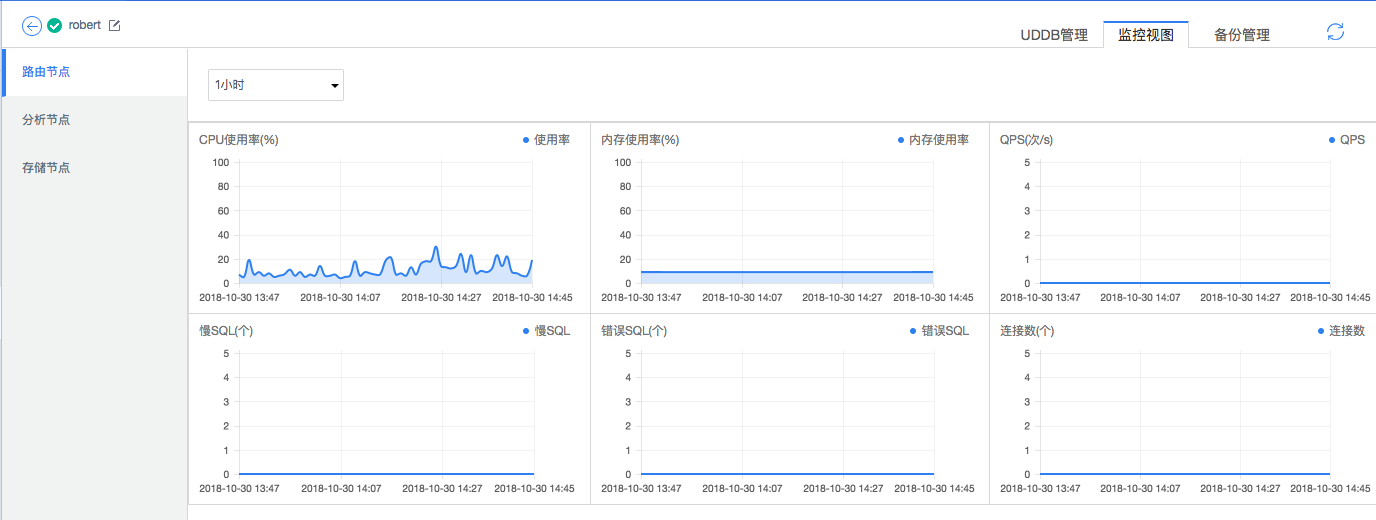 robert
UDDB管理 监控视图 备份管理
路由节点
分析节点
存储节点
1小时
CPU使用率(%) 使用率
100
80
60
40
20
0
2018-10-30 13:47 2018-10-30 14:07 2018-10-30 14:27 2018-10-30 14:45
内存使用率(%) 内存使用率
100
80
60
40
20
0
2018-10-30 13:47 2018-10-30 14:07 2018-10-30 14:27 2018-10-30 14:45
QPS(次/s) QPS
5
4
3
2
1
0
2018-10-30 13:47 2018-10-30 14:07 2018-10-30 14:27 2018-10-30 14:45
慢SQL(个) 慢SQL
5
4
3
2
1
0
2018-10-30 13:47 2018-10-30 14:07 2018-10-30 14:27 2018-10-30 14:45
错误SQL(个) 错误SQL
5
4
3
2
1
0
2018-10-30 13:47 2018-10-30 14:07 2018-10-30 14:27 2018-10-30 14:45
连接数(个) 连接数
5
4
3
2
1
0
2018-10-30 13:47 2018-10-30 14:07 2018-10-30 14:27 2018-10-30 14:45